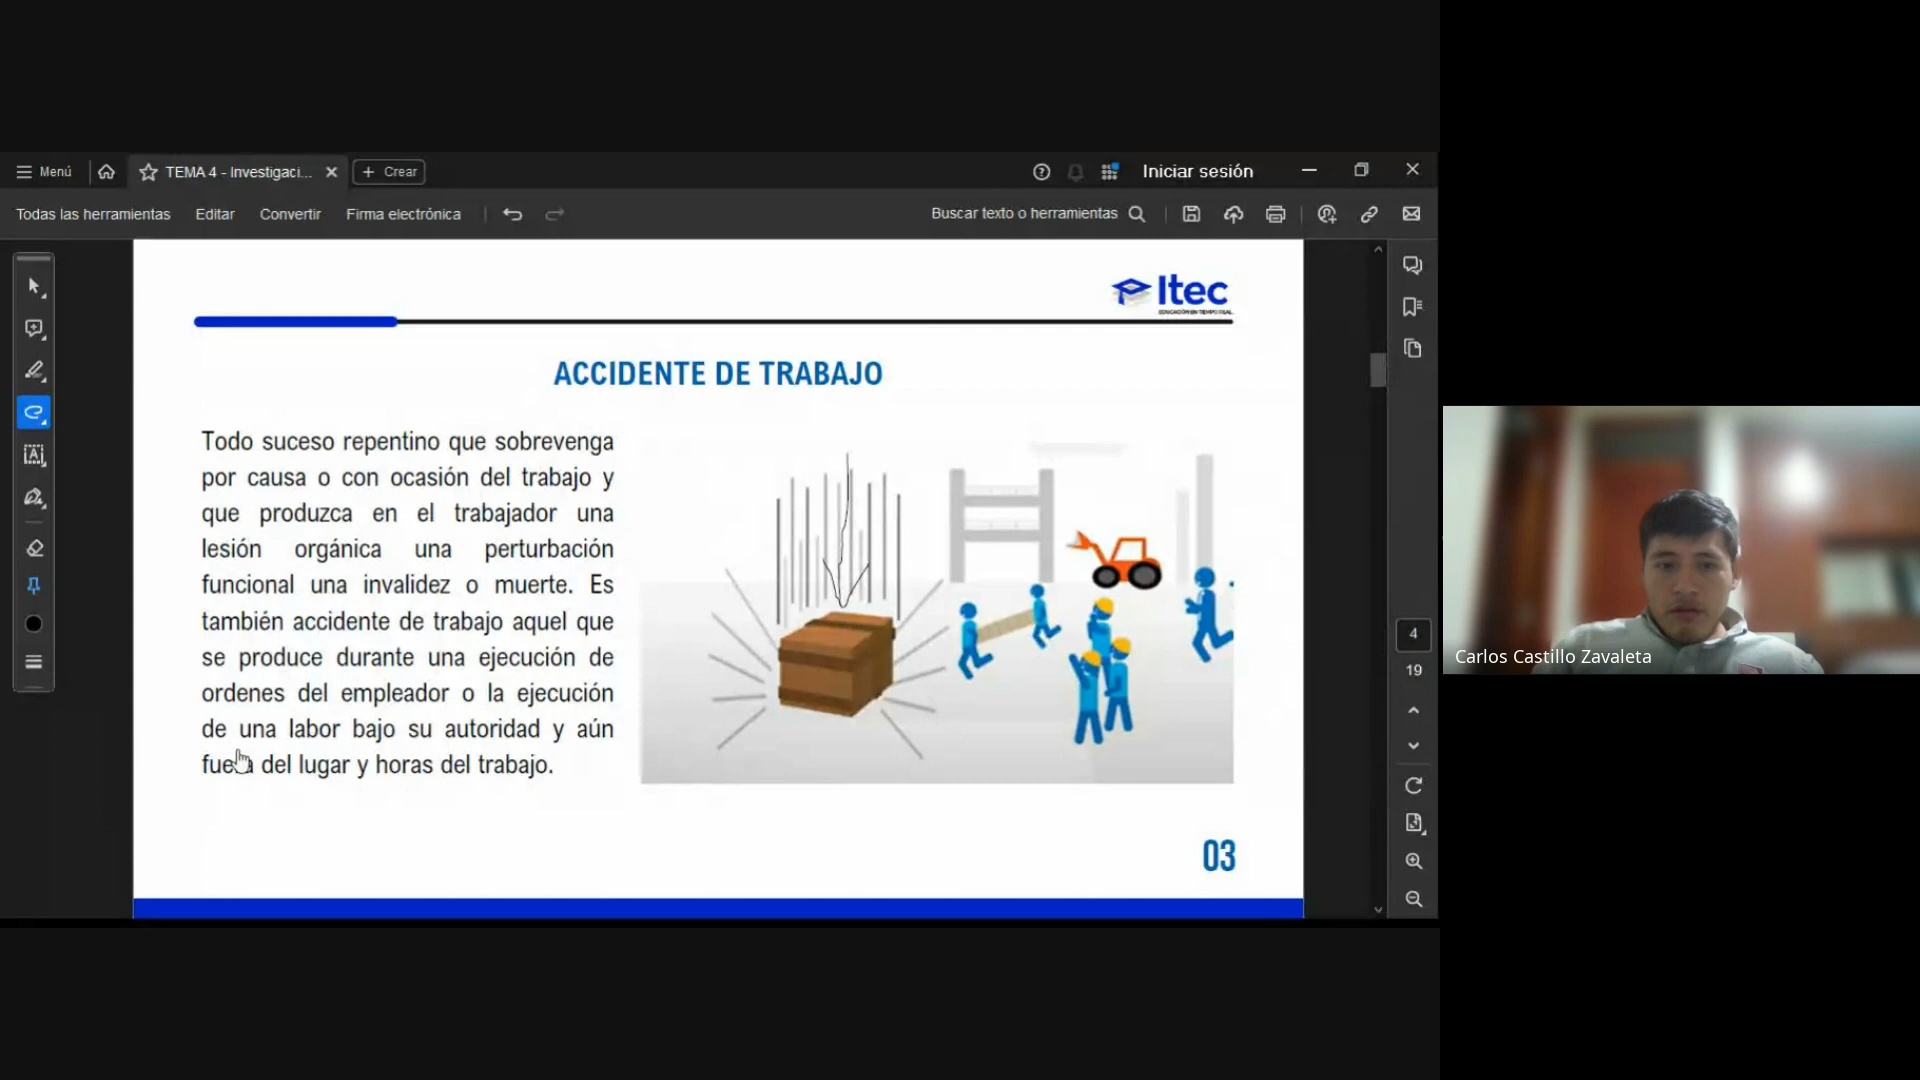 Menú
TEMA 4 - Investigaci...
Crear
Iniciar sesión
Todas las herramientas
Editar
Convertir
Firma electrónica
Buscar texto o herramientas
Itec
EDUCACIÓN EN TIEMPO REAL
ACCIDENTE DE TRABAJO
Todo suceso repentino que sobrevenga
por causa o con ocasión del trabajo y
que produzca en el trabajador una
lesión orgánica una perturbación
funcional una invalidez o muerte. Es
también accidente de trabajo aquel que
se produce durante una ejecución de
ordenes del empleador o la ejecución
de una labor bajo su autoridad y aún
fuera del lugar y horas del trabajo.
03
4
19
Carlos Castillo Zavaleta